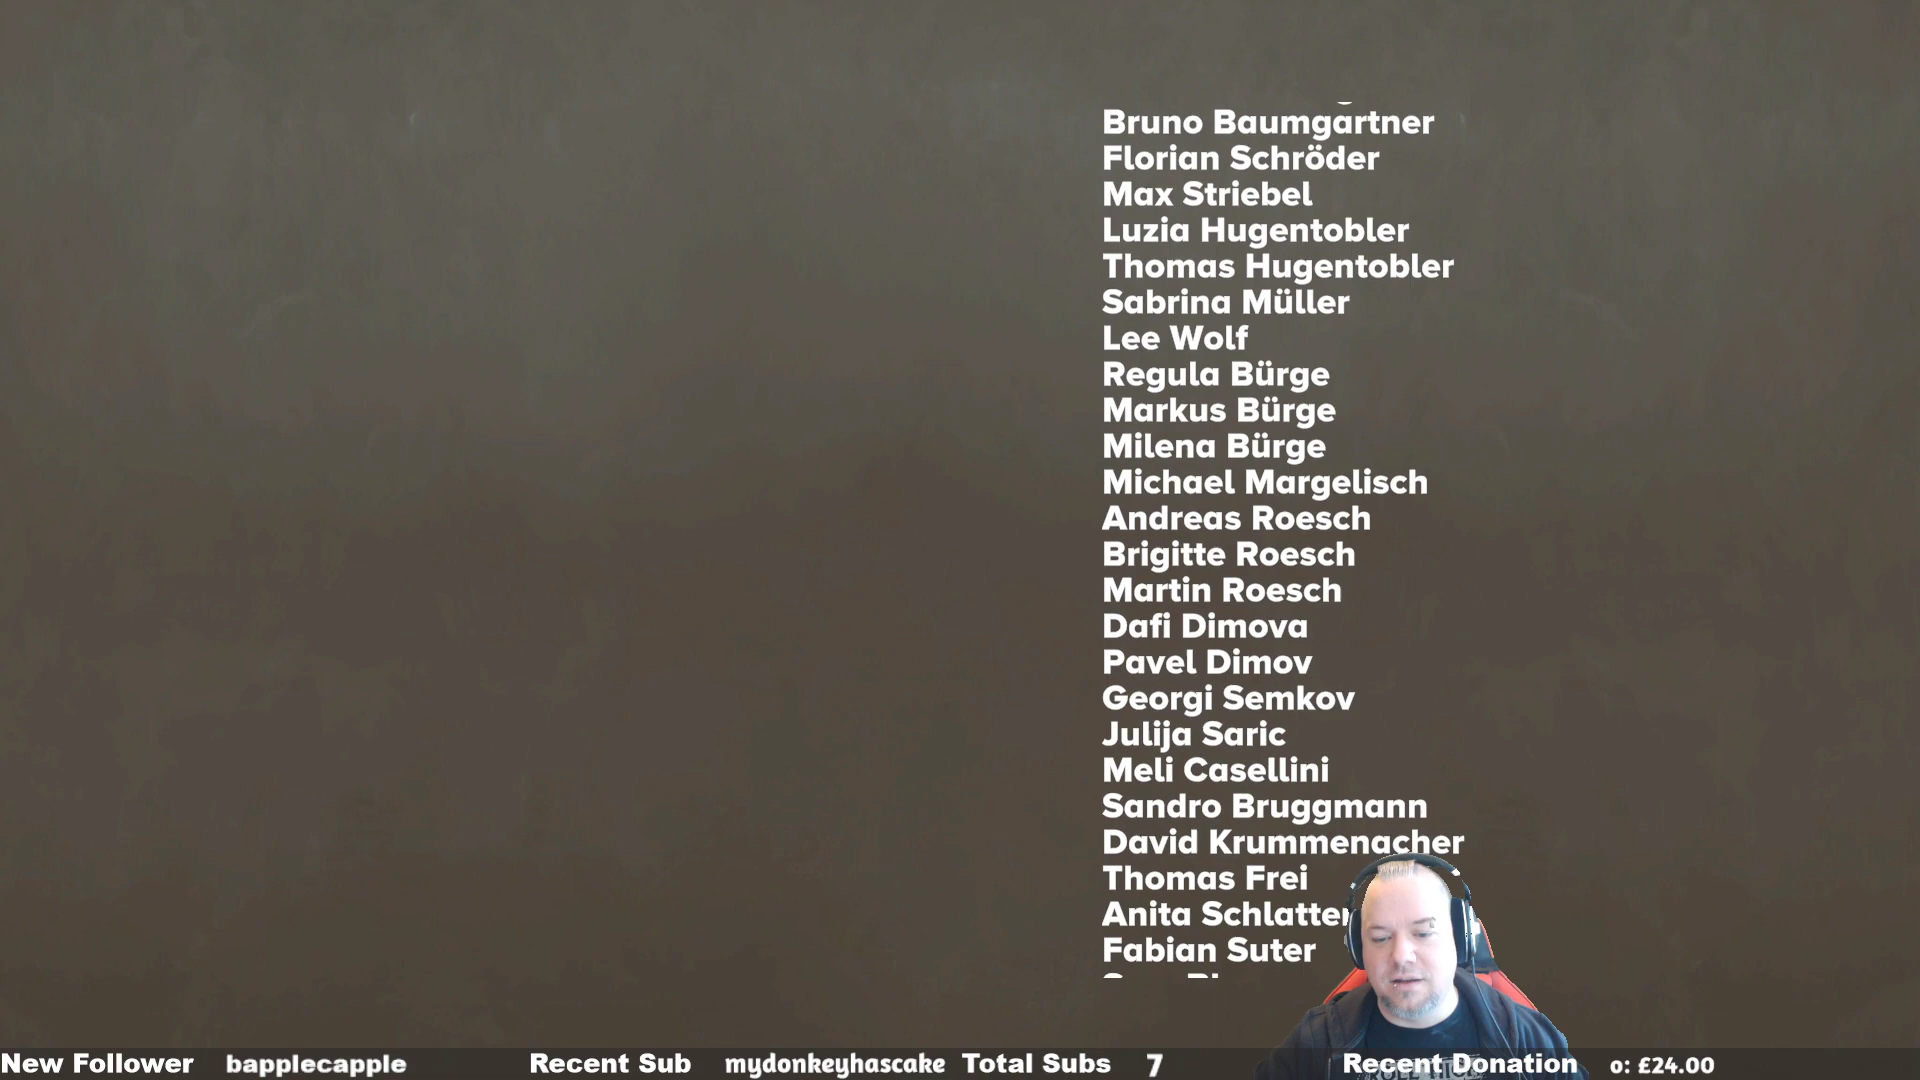 Bruno Baumgartner
Florian Schröder
Max Striebel
Luzia Hugentobler
Thomas Hugentobler
Sabrina Müller
Lee Wolf
Regula Bürge
Markus Bürge
Milena Bürge
Michael Margelisch
Andreas Roesch
Brigitte Roesch
Martin Roesch
Dafi Dimova
Pavel Dimov
Georgi Semkov
Julija Saric
Meli Casellini
Sandro Bruggmann
David Krummenacher
Thomas Frei
Anita Schlatter
Fabian Suter
New Follower bapplecapple Recent Sub mydonkeyhascake Total Subs 7 Recent Donation o: £24.00